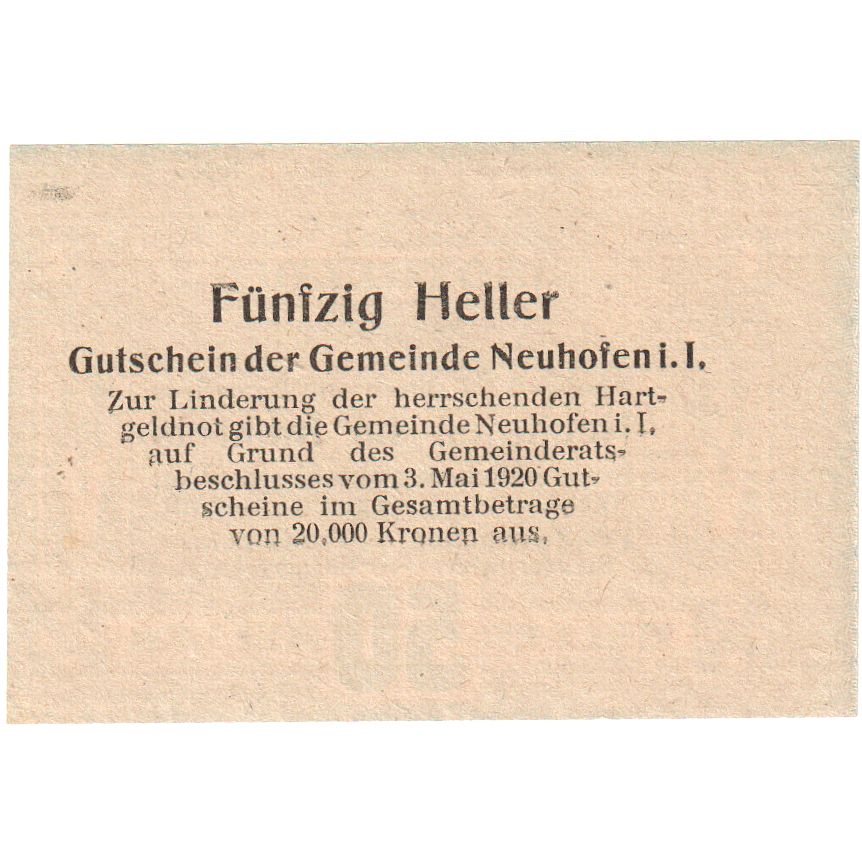 Fünfzig Heller
Gutschein der Gemeinde Neuhofen i. I.
Zur Linderung der herrschenden Hart-
geldnot gibt die Gemeinde Neuhofen i. I.
auf Grund des Gemeinderats-
beschlusses vom 3. Mai 1920 Gut-
scheine im Gesamtbetrage
von 20.000 Kronen aus.